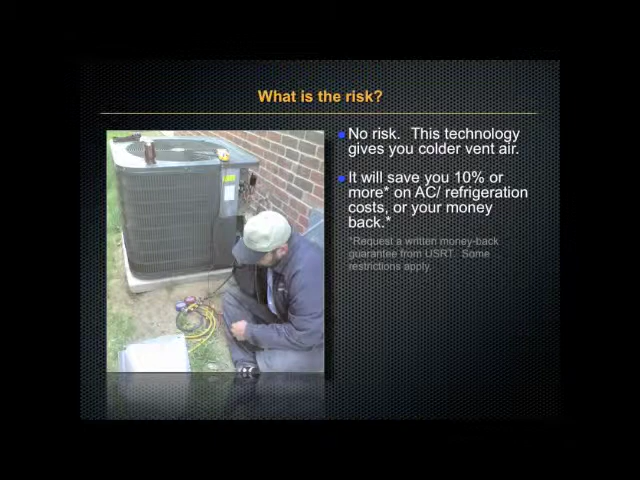 What is the risk?
No risk. This technology
gives you colder vent air.
It will save you 10% or
more* on AC/ refrigeration
costs, or your money
back.*
*Request a written money-back
guarantee from USRT. Some
restrictions apply.